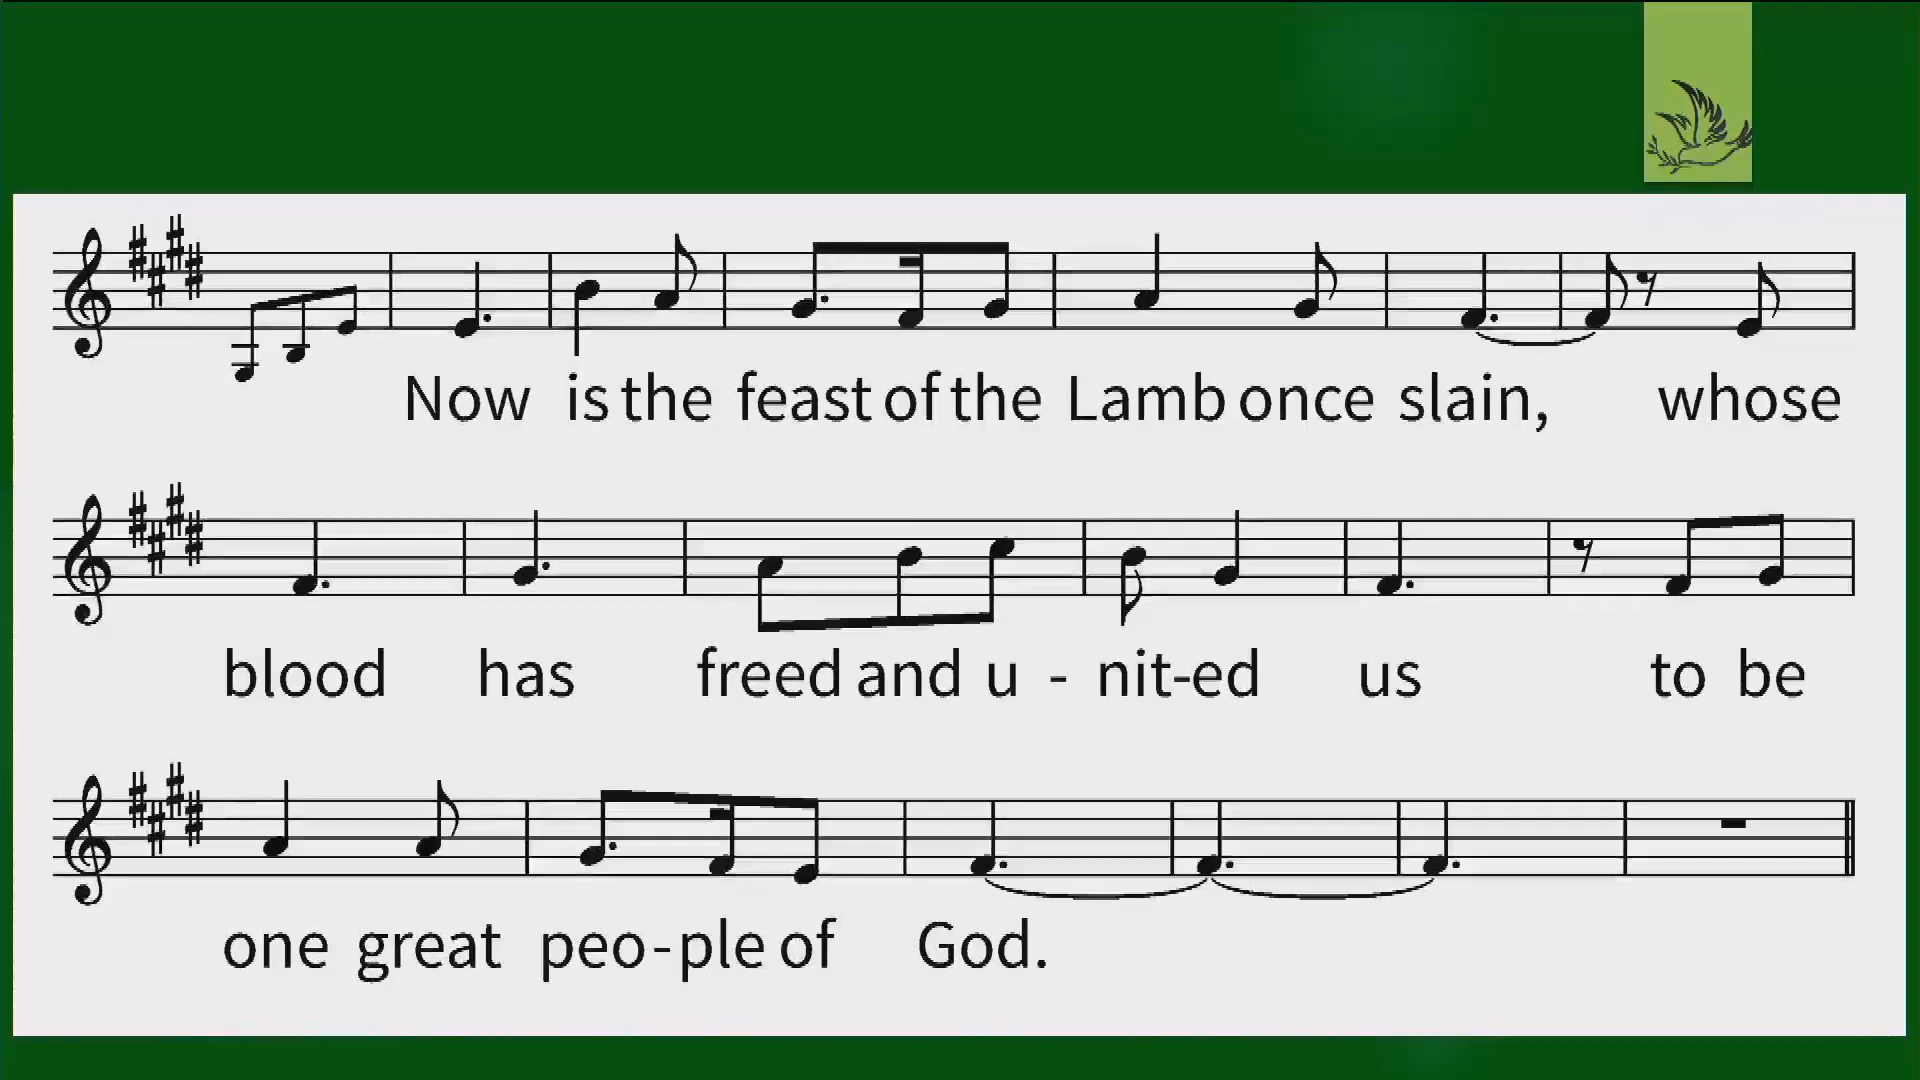 Now is the feast of the Lamb once slain, whose
blood has freed and u - nit-ed us to be
one great peo-ple of God.